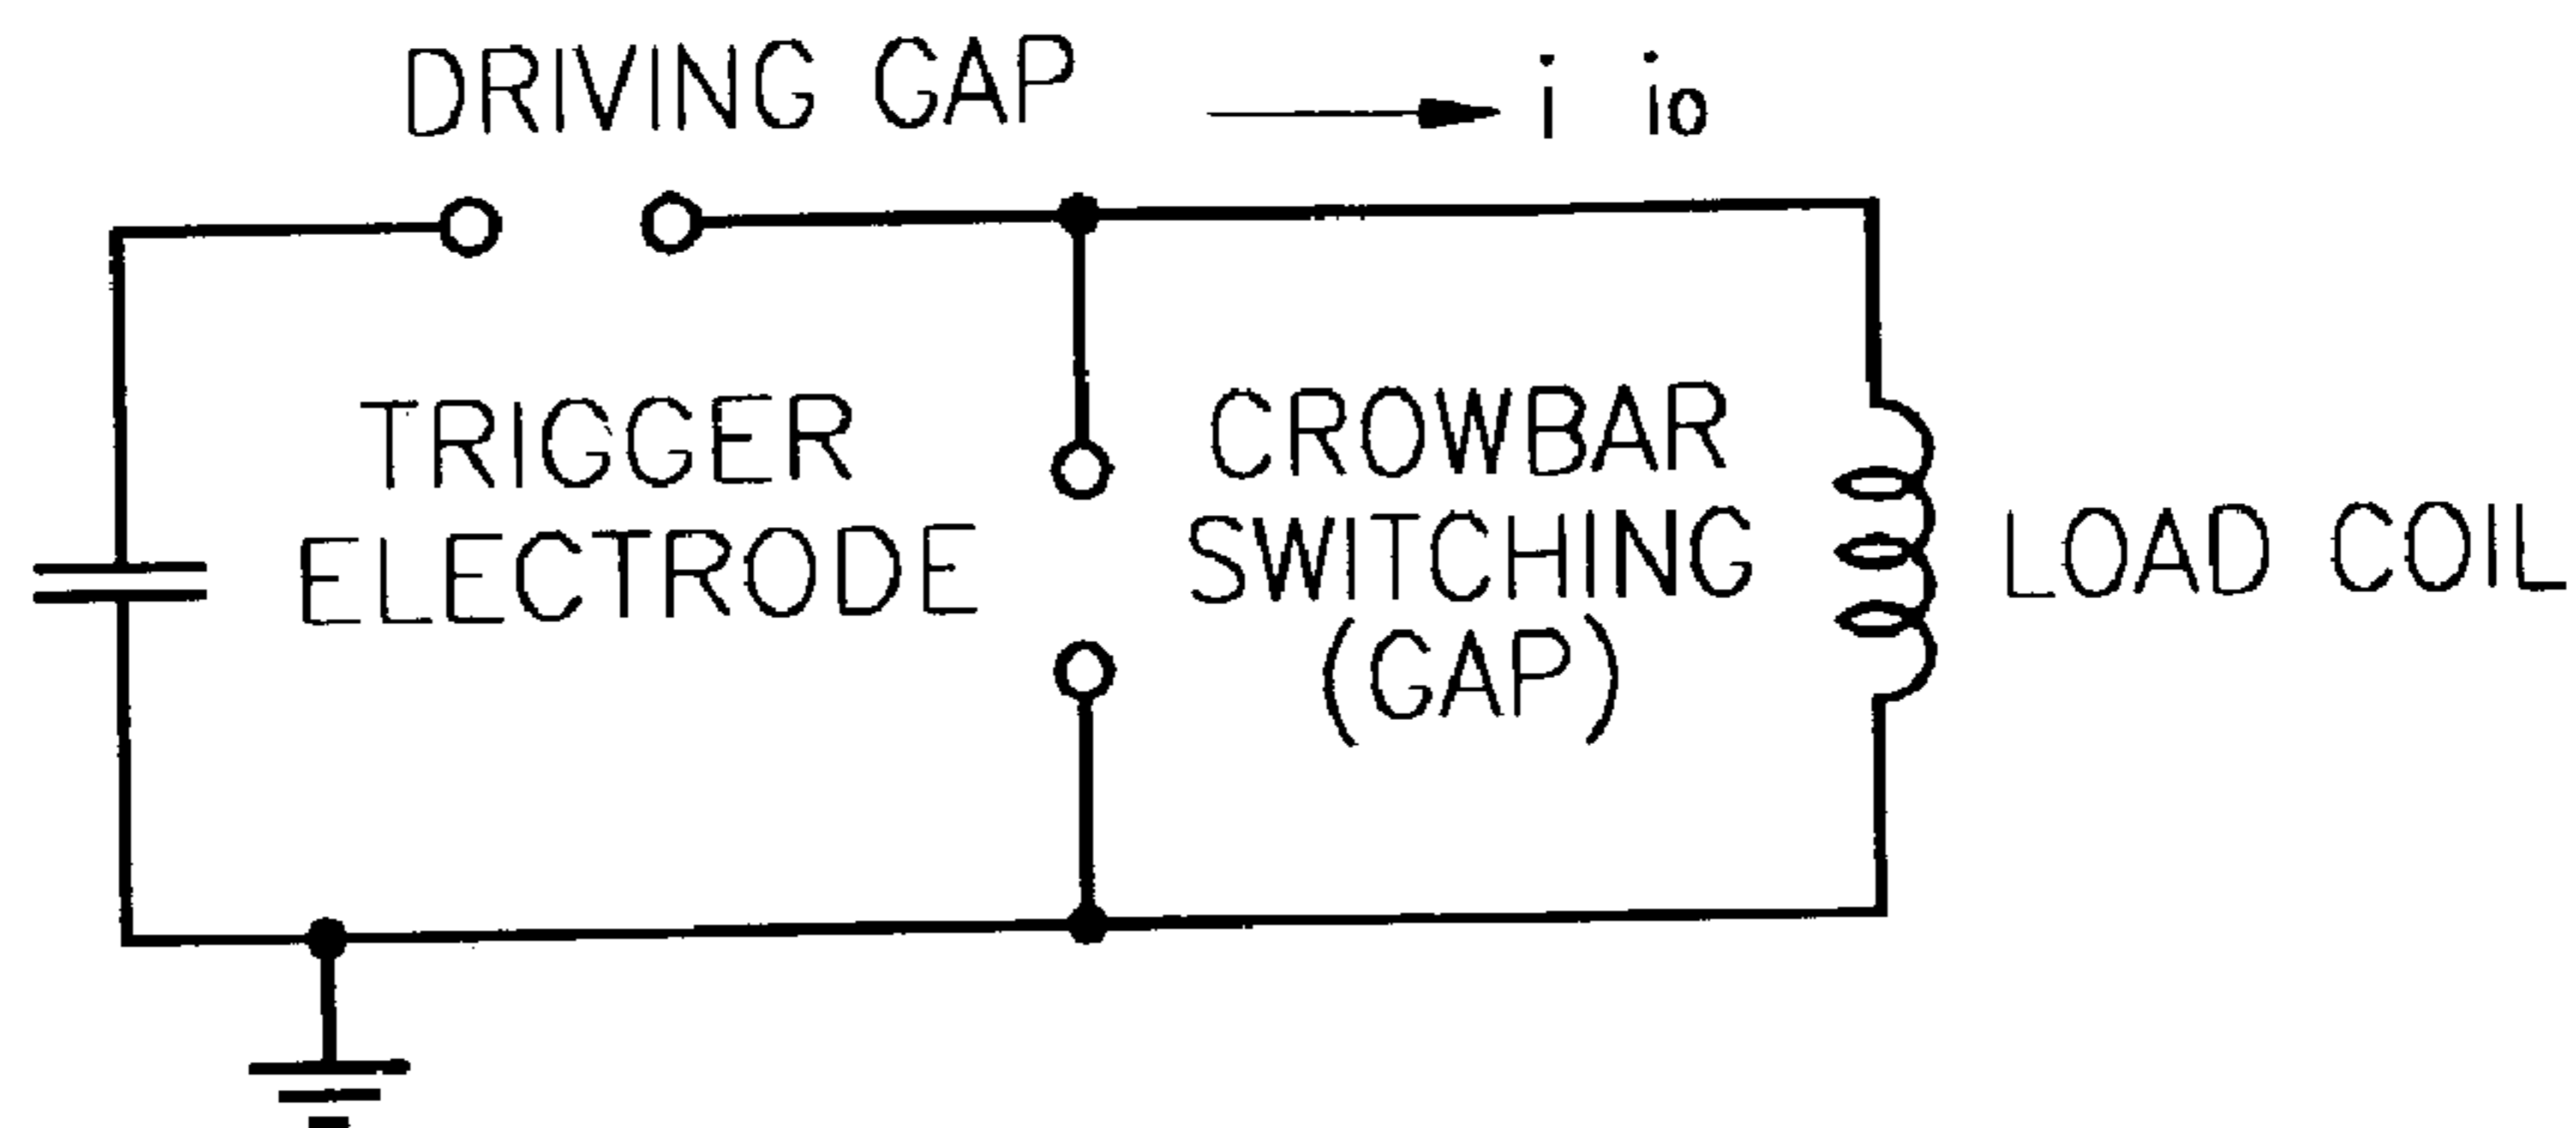 DRIVING GAP
i io
TRIGGER
ELECTRODE
CROWBAR
SWITCHING
(GAP)
LOAD COIL